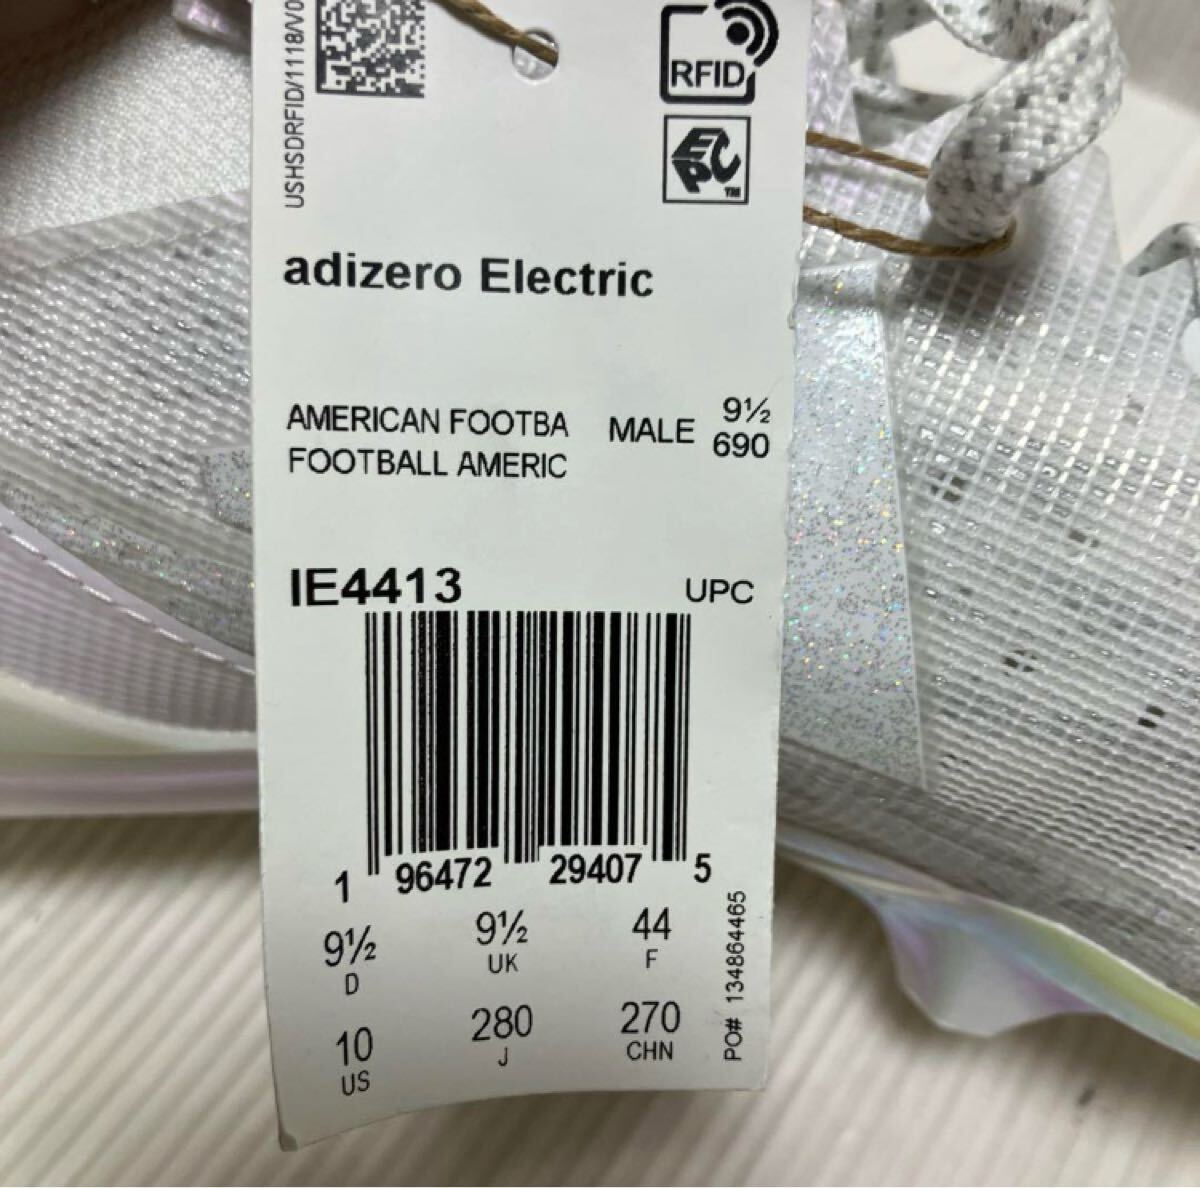 USHSDRFID/1118/V0
RFID
EPC
TM
adizero Electric
AMERICAN FOOTBA MALE 9½
FOOTBALL AMERIC 690
IE4413 UPC
1 96472 29407 5
9½ 9½ 44
D UK F
10 280 270
US J CHN
PO# 134864465